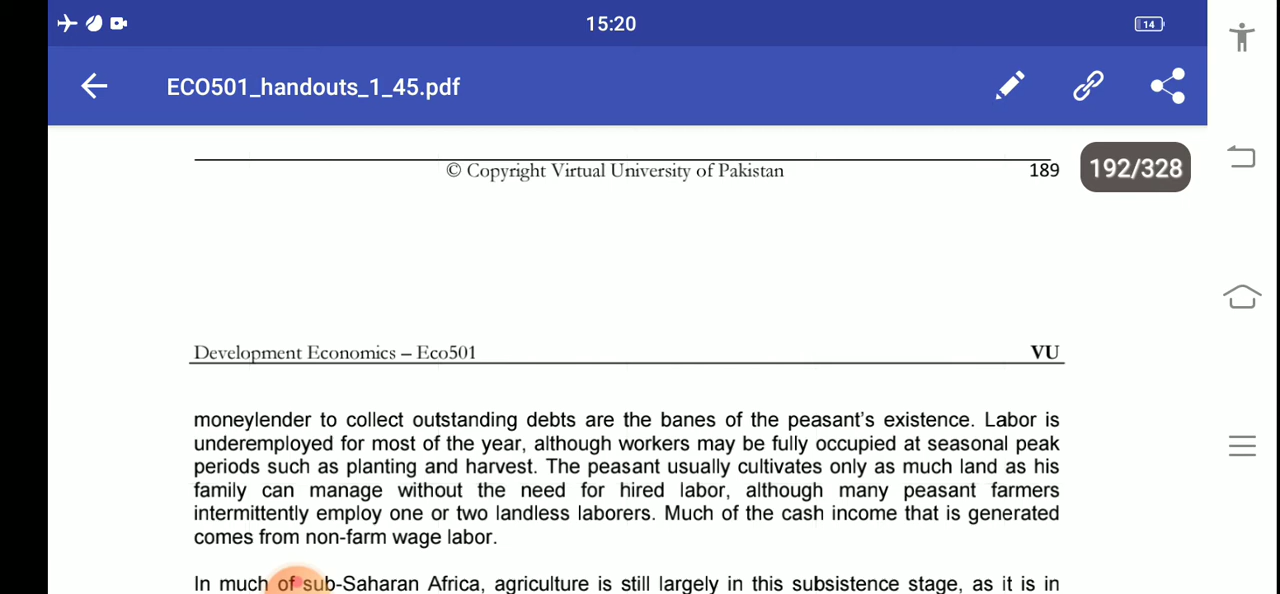 15:20
14
ECO501_handouts_1_45.pdf
© Copyright Virtual University of Pakistan 189
192/328
Development Economics – Eco501 VU
moneylender to collect outstanding debts are the banes of the peasant's existence. Labor is
underemployed for most of the year, although workers may be fully occupied at seasonal peak
periods such as planting and harvest. The peasant usually cultivates only as much land as his
family can manage without the need for hired labor, although many peasant farmers
intermittently employ one or two landless laborers. Much of the cash income that is generated
comes from non-farm wage labor.
In much of sub-Saharan Africa, agriculture is still largely in this subsistence stage, as it is in